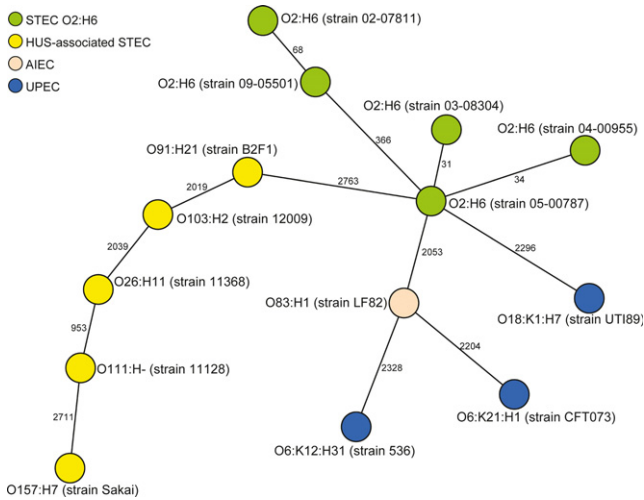 STEC O2:H6
HUS-associated STEC
AIEC
UPEC
O2:H6 (strain 02-07811)
68
O2:H6 (strain 09-05501)
O2:H6 (strain 03-08304)
O2:H6 (strain 04-00955)
366
31
34
O91:H21 (strain B2F1)
2763
2019
O2:H6 (strain 05-00787)
O103:H2 (strain 12009)
2039
2053
2296
O26:H11 (strain 11368)
O83:H1 (strain LF82)
O18:K1:H7 (strain UTI89)
953
2204
2328
O111:H- (strain 11128)
2711
O6:K21:H1 (strain CFT073)
O6:K12:H31 (strain 536)
O157:H7 (strain Sakai)